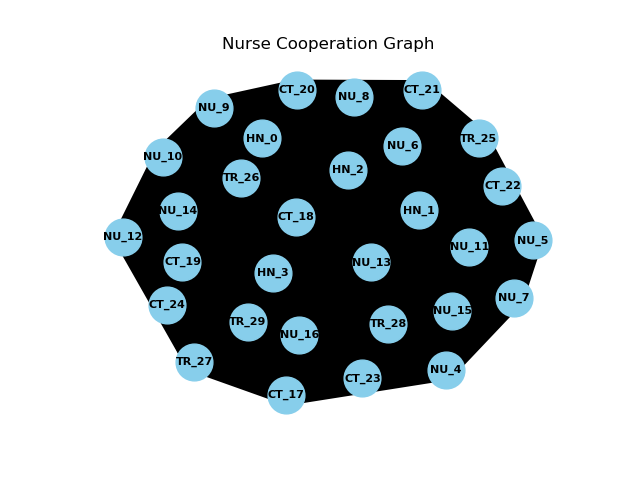 Nurse Cooperation Graph
CT_20
CT_21
NU_8
NU_9
HN_0
TR_25
NU_6
NU_10
HN_2
TR_26
CT_22
NU_14
HN_1
CT_18
NU_12
NU_5
NU_11
CT_19
NU_13
HN_3
NU_7
CT_24
NU_15
TR_29
TR_28
NU_16
TR_27
NU_4
CT_23
CT_17